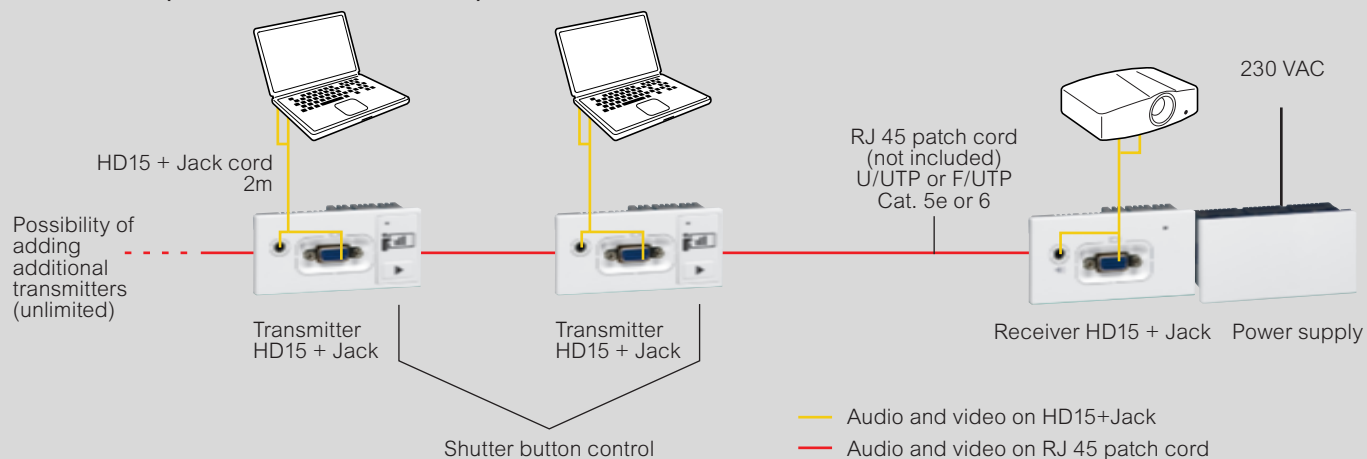 230 VAC
RJ 45 patch cord
(not included)
U/UTP or F/UTP
Cat. 5e or 6
HD15 + Jack cord
2m
Possibility of
adding
additional
transmitters
(unlimited)
Transmitter
HD15 + Jack
Transmitter
HD15 + Jack
Receiver HD15 + Jack
Power supply
Shutter button control
Audio and video on HD15+Jack
Audio and video on RJ 45 patch cord